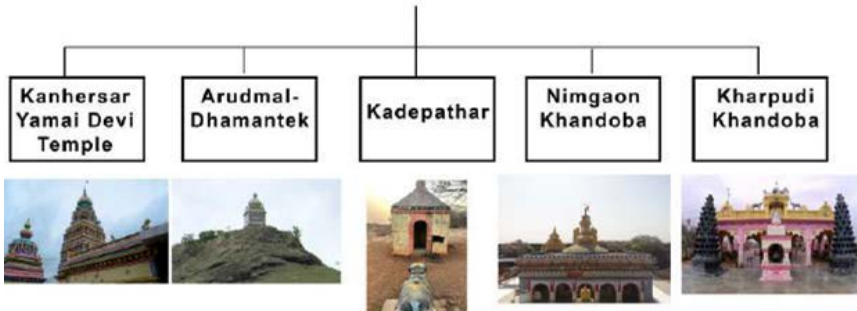 Kanhersar
Yamai Devi
Temple
Arudmal-
Dhamantek
Kadepathar
Nimgaon
Khandoba
Kharpudi
Khandoba